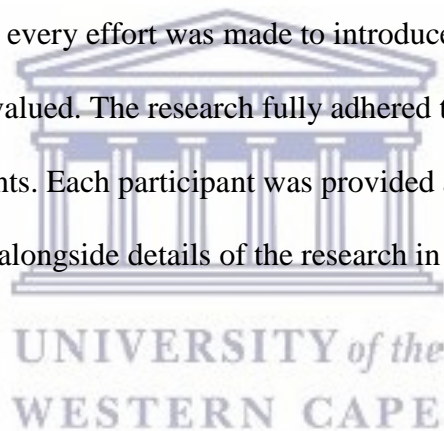 every effort was made to introduce
valued. The research fully adhered t
nts. Each participant was provided
alongside details of the research in
UNIVERSITY of the
WESTERN CAPE